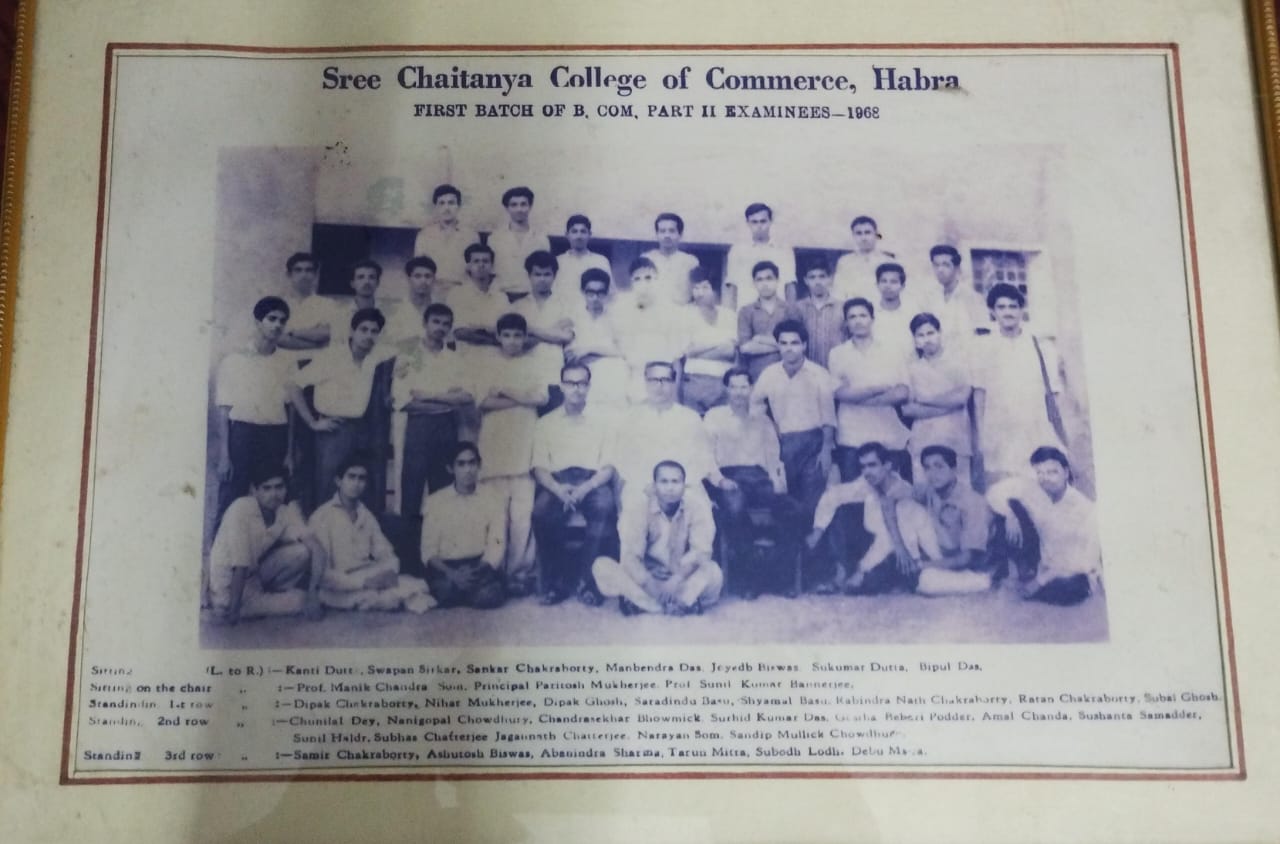 Sree Chaitanya College of Commerce, Habra
FIRST BATCH OF B. COM, PART II EXAMINEES—1968
Sitting (L. to R.) :—Kanti Dutt, Swapan Sirkar, Sankar Chakraborty, Manbendra Das, Joyedb Biswas, Sukumar Dutta, Bipul Das,
Sitting on the chair „ :—Prof. Manik Chandra Som, Principal Paritosh Mukherjee, Prof Sunil Kumar Bannerjee,
Standindin 1st row „ :—Dipak Chakraborty, Nihar Mukherjee, Dipak Ghosh, Saradindu Basu, Shyamal Basu, Rabindra Nath Chakraborty, Ratan Chakraborty, Subal Ghosh,
Standin, 2nd row „ :—Chunilal Dey, Nanigopal Chowdhury, Chandrasekhar Bhowmick, Surhid Kumar Das, Beberi Podder, Amal Chanda, Sushanta Samadder,
Sunil Haldr, Subhas Chatterjee Jagannath Chatterjee, Narayan Som, Sandip Mullick Chowdhury
Standing 3rd row „ :—Samir Chakraborty, Ashutosh Biswas, Abanindra Sharma, Tarun Mitra, Subodh Lodh, Debu